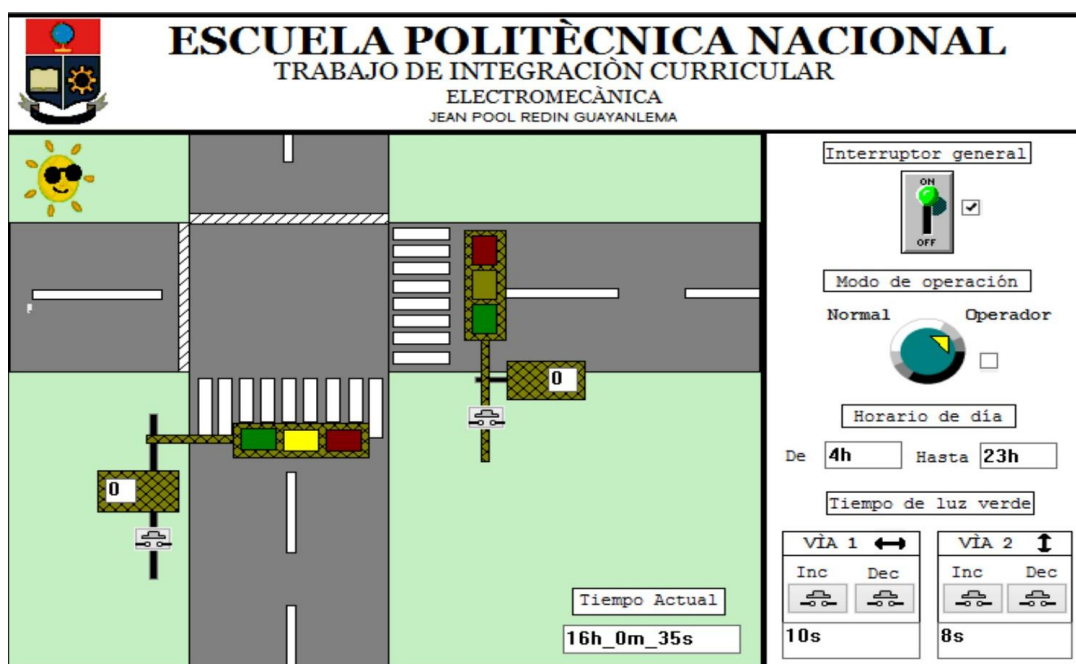 ESCUELA POLITÈCNICA NACIONAL
TRABAJO DE INTEGRACIÒN CURRICULAR
ELECTROMECÀNICA
JEAN POOL REDIN GUAYANLEMA
Interruptor general
ON
OFF
Modo de operación
Normal Operador
0
Horario de día
De 4h Hasta 23h
0
Tiempo de luz verde
VÌA 1 VÌA 2
Inc Dec Inc Dec
Tiempo Actual
16h_0m_35s
10s 8s